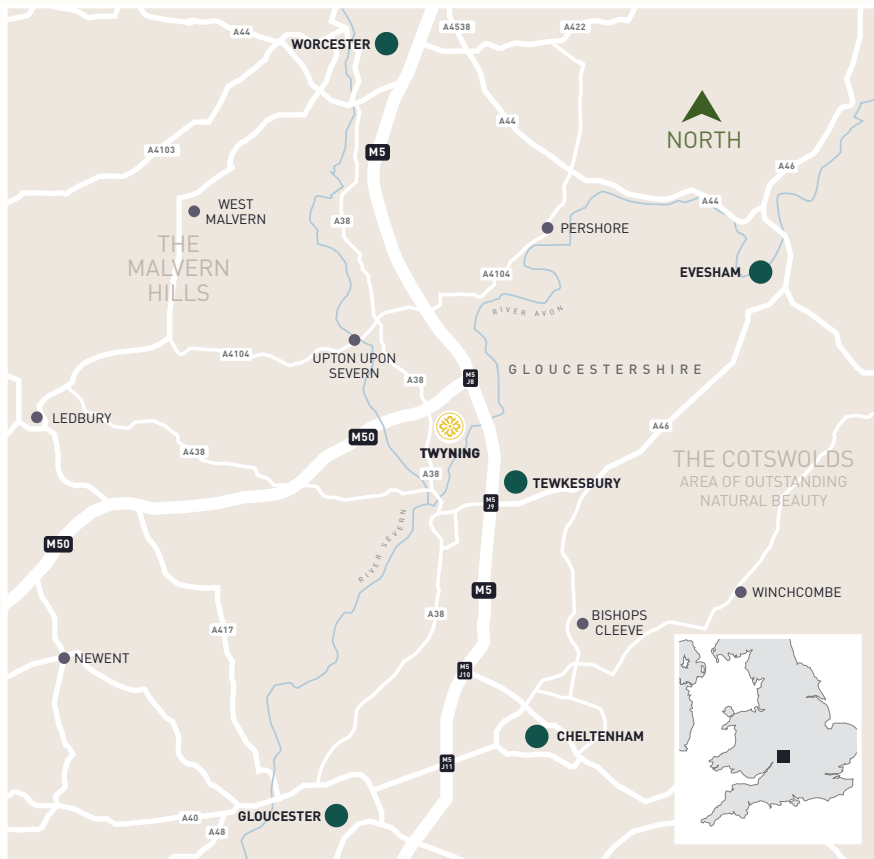 A44
WORCESTER
A4538
A422
A44
NORTH
M5
A4103
A46
WEST
MALVERN
A44
A38
PERSHORE
THE
MALVERN
HILLS
EVESHAM
A4104
RIVER AVON
A4104
UPTON UPON
SEVERN
GLOUCESTERSHIRE
M5
J8
A38
LEDBURY
A46
M50
TWYNING
A438
THE COTSWOLDS
AREA OF OUTSTANDING
NATURAL BEAUTY
A38
TEWKESBURY
M5
J9
RIVER SEVERN
M50
M5
WINCHCOMBE
A38
BISHOPS
CLEEVE
A417
NEWENT
M5
J10
CHELTENHAM
M5
J11
A40
GLOUCESTER
A48